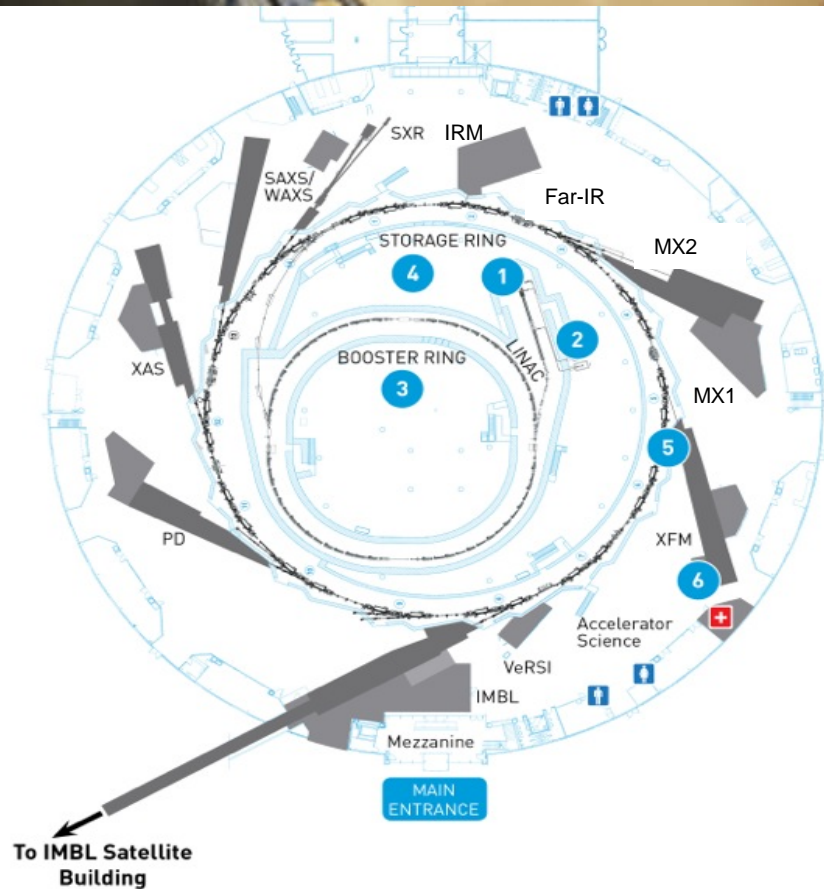 SXR
IRM
SAXS/
WAXS
Far-IR
MX2
STORAGE RING
1
4
2
LINAC
BOOSTER RING
3
XAS
MX1
5
PD
XFM
6
Accelerator
Science
VeRSI
IMBL
Mezzanine
MAIN
ENTRANCE
To IMBL Satellite
Building